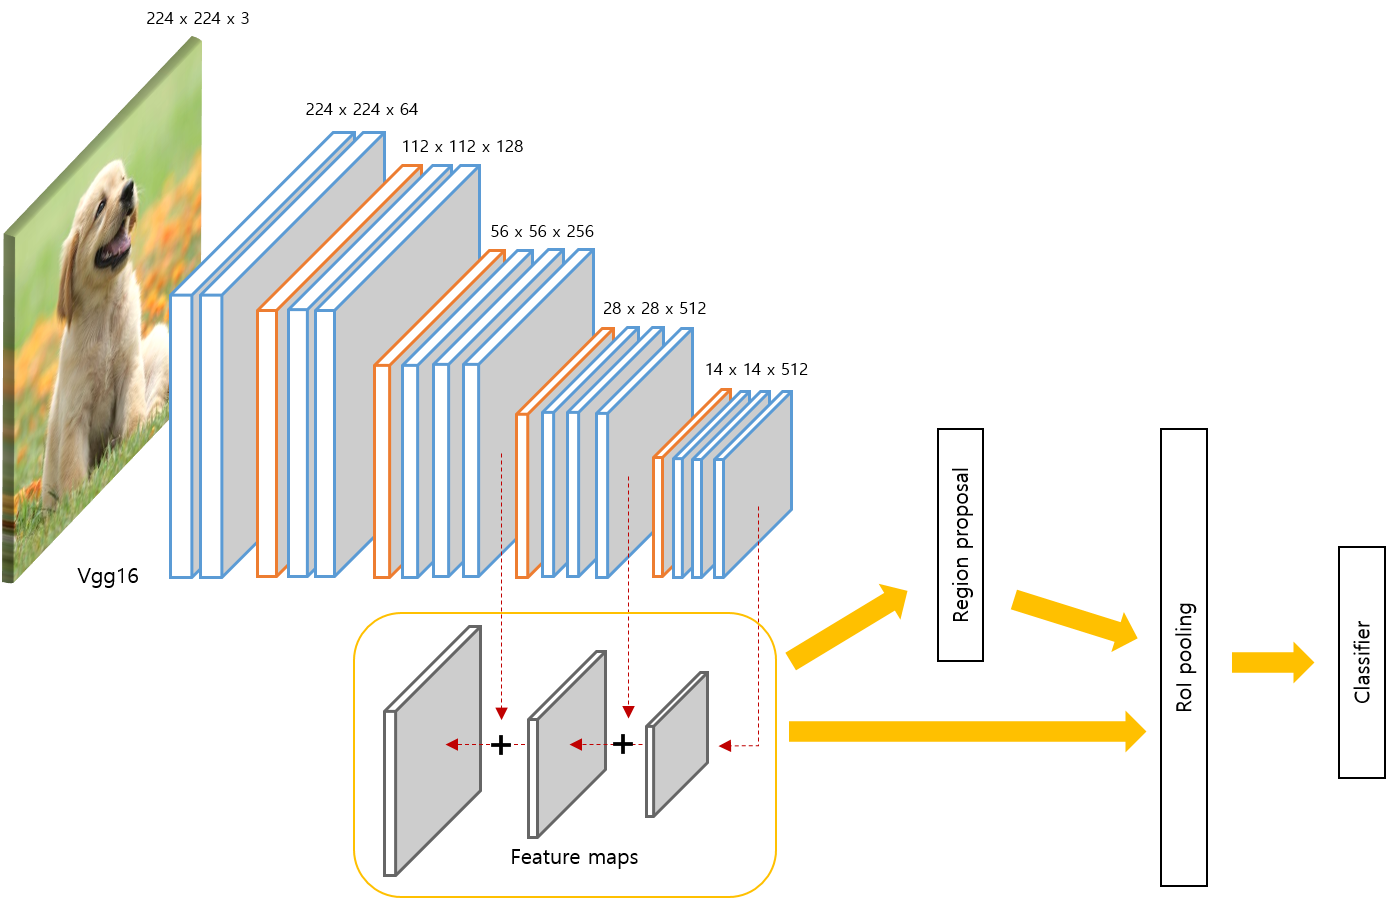 224 x 224 x 3
224 x 224 x 64
112 x 112 x 128
56 x 56 x 256
28 x 28 x 512
14 x 14 x 512
Vgg16
Feature maps
Region proposal
RoI pooling
Classifier